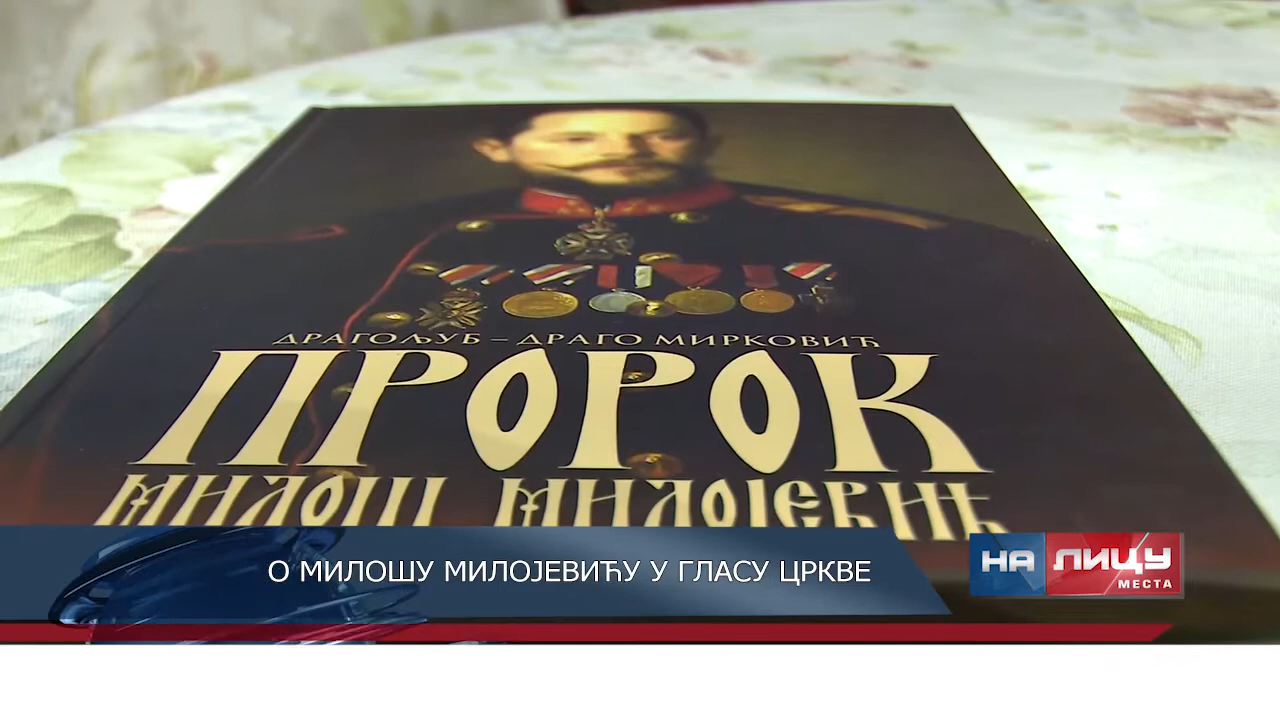 ДРАГОЉУБ – ДРАГО МИРКОВИЋ
ПРОРОК
МИЛОШ МИЛОЈЕВИЋ
О МИЛОШУ МИЛОЈЕВИЋУ У ГЛАСУ ЦРКВЕ
НА ЛИЦУ
МЕСТА